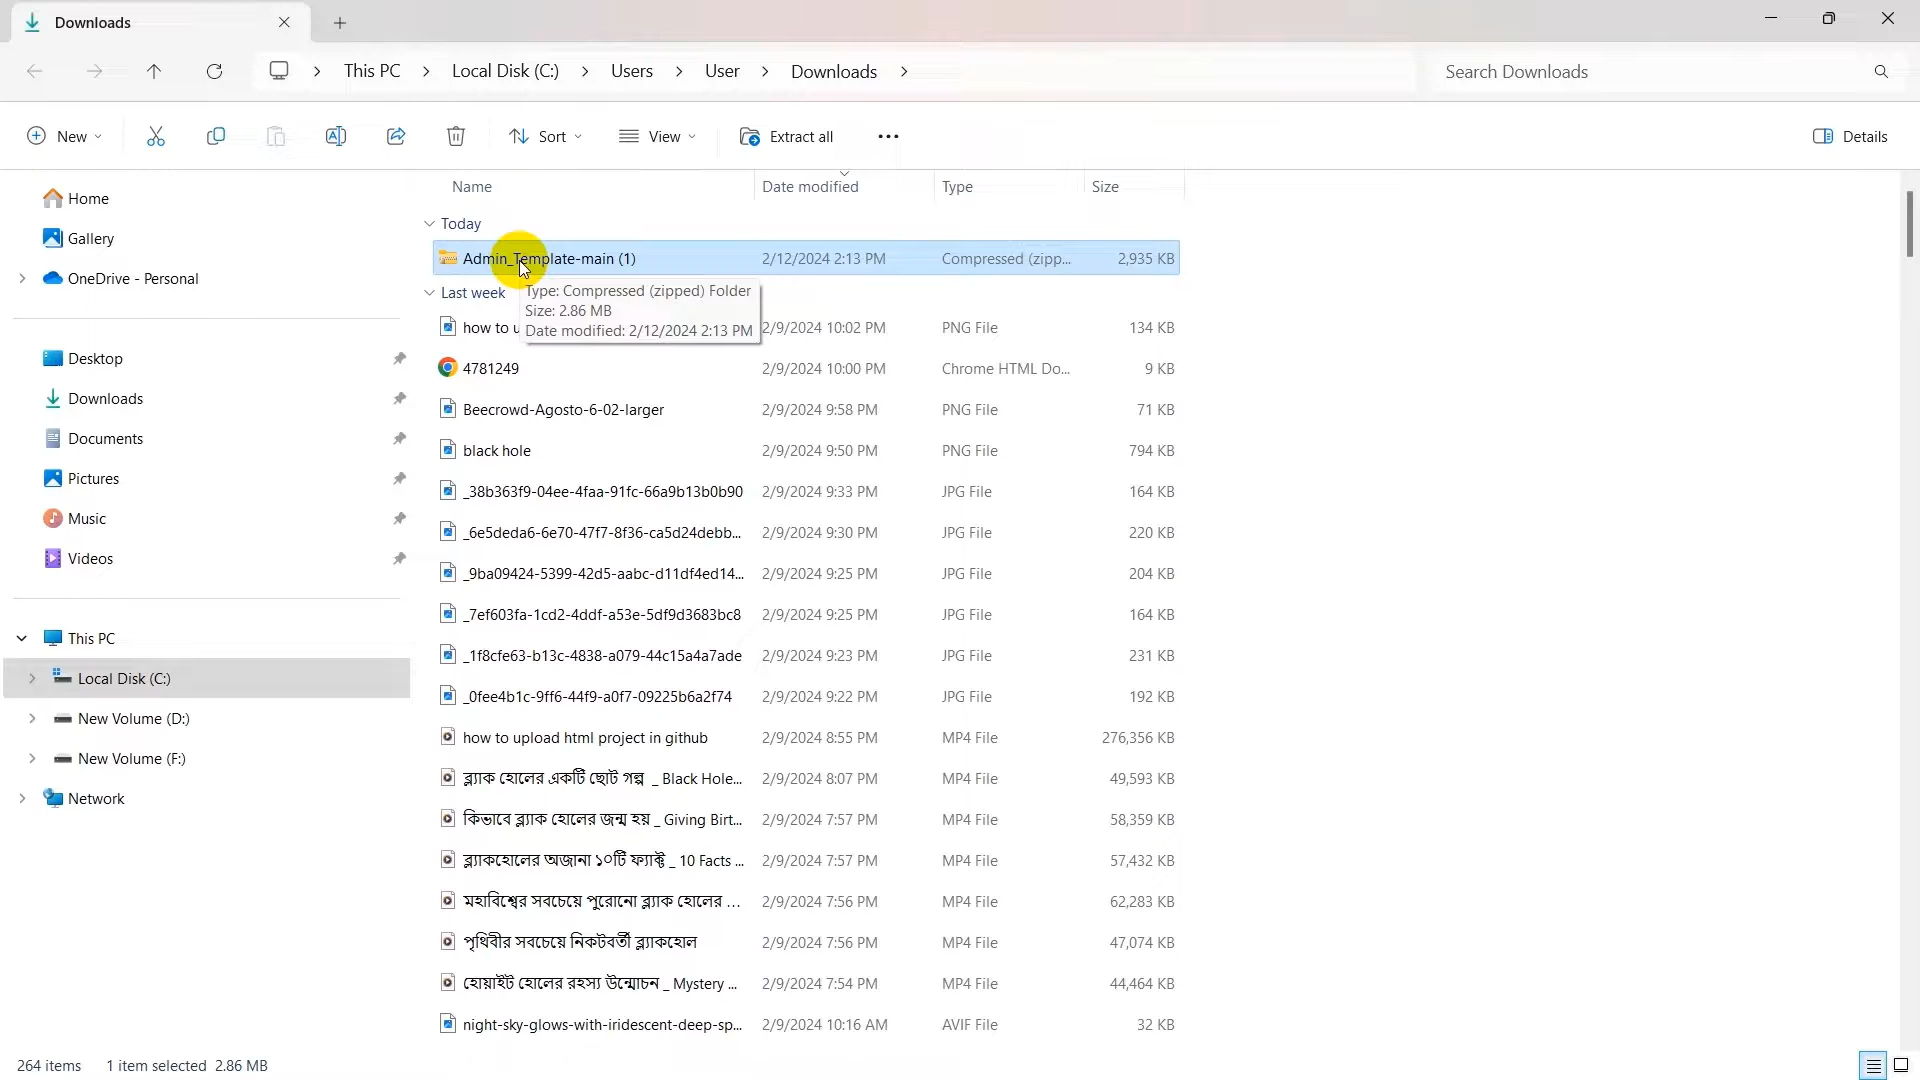 Downloads
This PC Local Disk (C:) Users User Downloads
Search Downloads
New
Sort
View
Extract all
Details
Home
Gallery
OneDrive - Personal
Desktop
Downloads
Documents
Pictures
Music
Videos
This PC
Local Disk (C:)
New Volume (D:)
New Volume (F:)
Network
Name Date modified Type Size
Today
Admin_Template-main (1) 2/12/2024 2:13 PM Compressed (zipp... 2,935 KB
Last week
Type: Compressed (zipped) Folder
Size: 2.86 MB
Date modified: 2/12/2024 2:13 PM
how to u 2/9/2024 10:02 PM PNG File 134 KB
4781249 2/9/2024 10:00 PM Chrome HTML Do... 9 KB
Beecrowd-Agosto-6-02-larger 2/9/2024 9:58 PM PNG File 71 KB
black hole 2/9/2024 9:50 PM PNG File 794 KB
_38b363f9-04ee-4faa-91fc-66a9b13b0b90 2/9/2024 9:33 PM JPG File 164 KB
_6e5deda6-6e70-47f7-8f36-ca5d24debb... 2/9/2024 9:30 PM JPG File 220 KB
_9ba09424-5399-42d5-aabc-d11df4ed14... 2/9/2024 9:25 PM JPG File 204 KB
_7ef603fa-1cd2-4ddf-a53e-5df9d3683bc8 2/9/2024 9:25 PM JPG File 164 KB
_1f8cfe63-b13c-4838-a079-44c15a4a7ade 2/9/2024 9:23 PM JPG File 231 KB
_0fee4b1c-9ff6-44f9-a0f7-09225b6a2f74 2/9/2024 9:22 PM JPG File 192 KB
how to upload html project in github 2/9/2024 8:55 PM MP4 File 276,356 KB
ব্ল্যাক হোলের একটি ছোট গল্প _ Black Hole... 2/9/2024 8:07 PM MP4 File 49,593 KB
কিভাবে ব্ল্যাক হোলের জন্ম হয় _ Giving Birt... 2/9/2024 7:57 PM MP4 File 58,359 KB
ব্ল্যাকহোলের অজানা ১০টি ফ্যাক্ট _ 10 Facts ... 2/9/2024 7:57 PM MP4 File 57,432 KB
মহাবিশ্বের সবচেয়ে পুরোনো ব্ল্যাক হোলের ... 2/9/2024 7:56 PM MP4 File 62,283 KB
পৃথিবীর সবচেয়ে নিকটবর্তী ব্ল্যাকহোল 2/9/2024 7:56 PM MP4 File 47,074 KB
হোয়াইট হোলের রহস্য উন্মোচন _ Mystery ... 2/9/2024 7:54 PM MP4 File 44,464 KB
night-sky-glows-with-iridescent-deep-sp... 2/9/2024 10:16 AM AVIF File 32 KB
264 items 1 item selected 2.86 MB